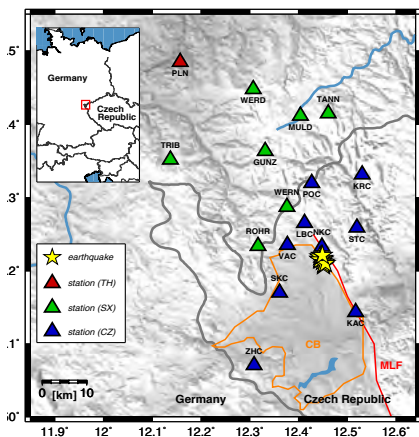 .5°
.4°
.3°
.2°
.1°
60°
Germany
Czech
Republic
PLN
WERD
TANN
MULD
TRIB
GUNZ
POC
KRC
WERN
LBC
NKC
STC
ROHR
VAC
SKC
KAC
ZHC
CB
MLF
earthquake
station (TH)
station (SX)
station (CZ)
0
10
[km]
Germany
Czech Republic
11.9°
12°
12.1°
12.2°
12.3°
12.4°
12.5°
12.6°